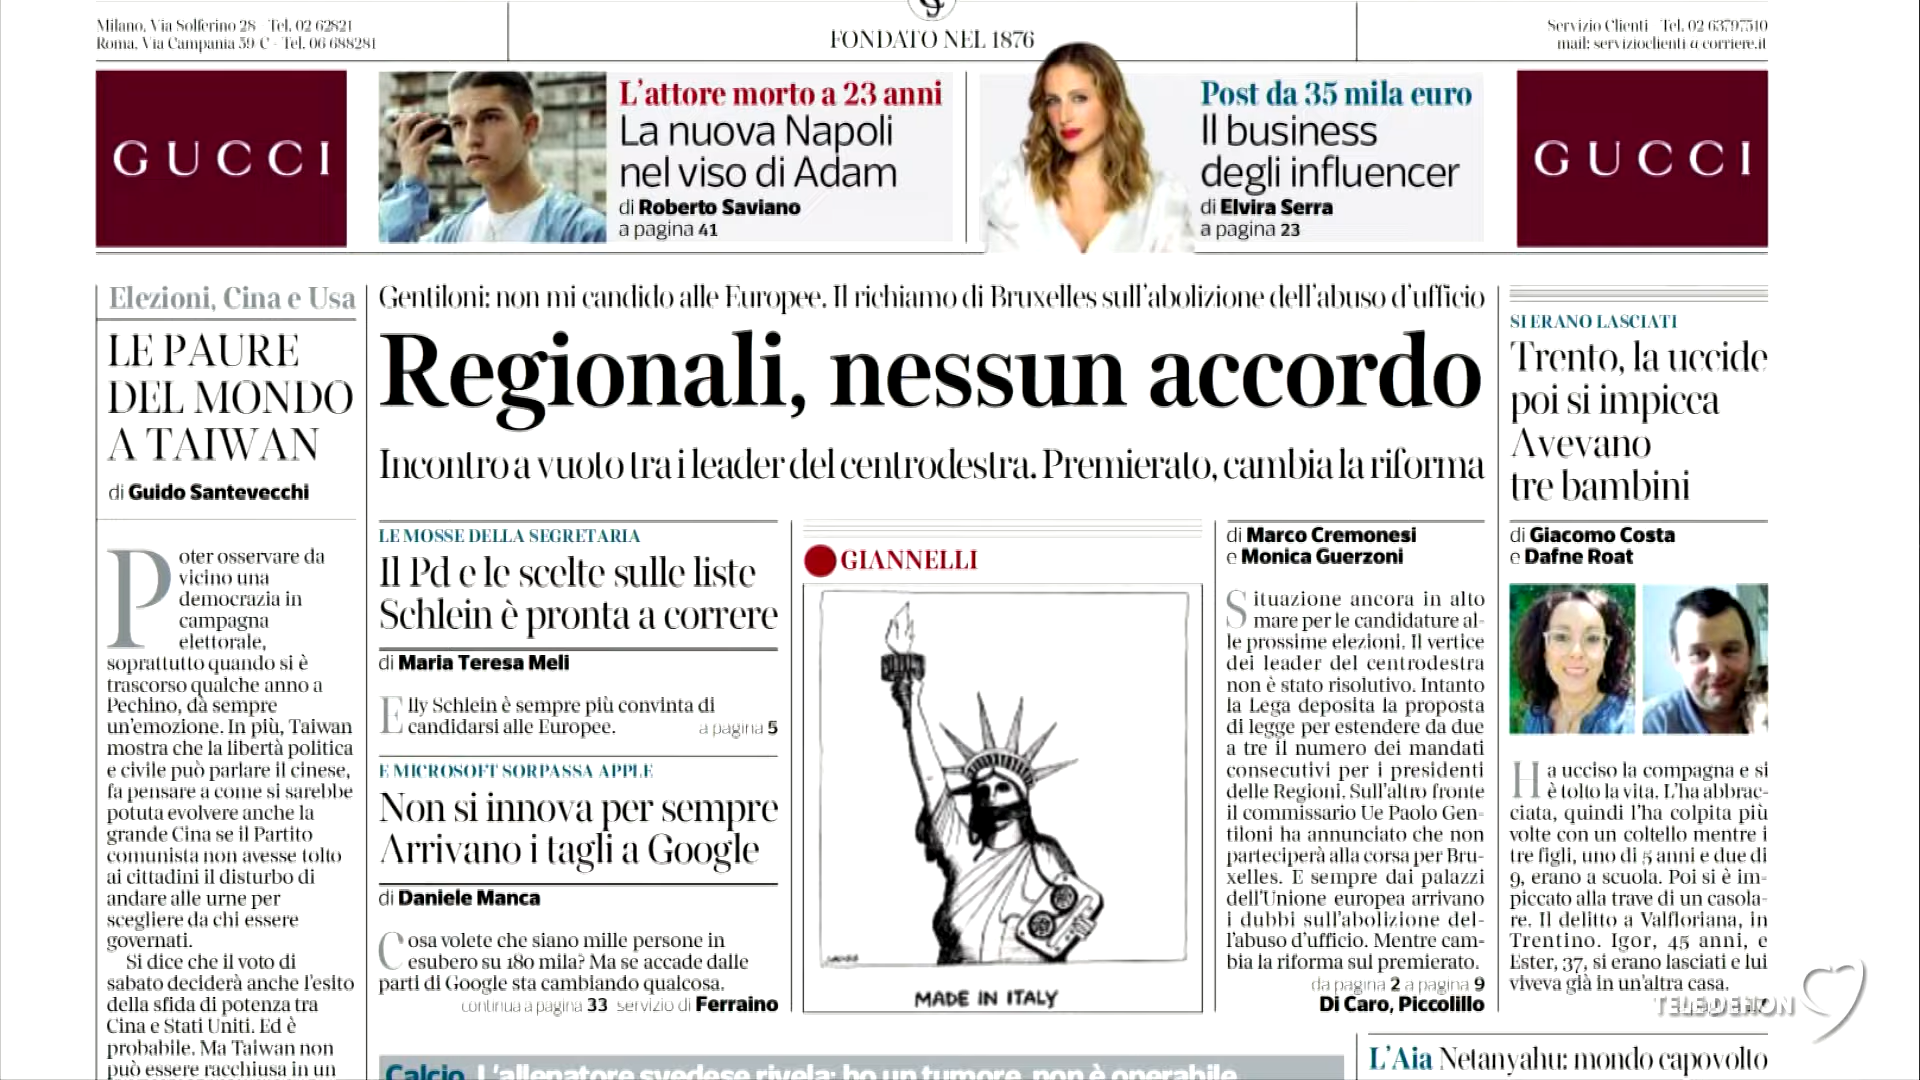 Milano, Via Solferino 28 - Tel. 02 62821
Roma, Via Campania 59 C - Tel. 06 688281
FONDATO NEL 1876
Servizio Clienti - Tel. 02 63797510
mail: servizioclienti@corriere.it
GUCCI
L'attore morto a 23 anni
La nuova Napoli
nel viso di Adam
di Roberto Saviano
a pagina 41
Post da 35 mila euro
Il business
degli influencer
di Elvira Serra
a pagina 23
GUCCI
Elezioni, Cina e Usa
LE PAURE
DEL MONDO
A TAIWAN
di Guido Santevecchi
Poter osservare da
vicino una
democrazia in
campagna
elettorale,
soprattutto quando si è
trascorso qualche anno a
Pechino, dà sempre
un'emozione. In più, Taiwan
mostra che la libertà politica
e civile può parlare il cinese,
fa pensare a come si sarebbe
potuta evolvere anche la
grande Cina se il Partito
comunista non avesse tolto
ai cittadini il disturbo di
andare alle urne per
scegliere da chi essere
governati.
Si dice che il voto di
sabato deciderà anche l'esito
della sfida di potenza tra
Cina e Stati Uniti. Ed è
probabile. Ma Taiwan non
può essere racchiusa in un
Gentiloni: non mi candido alle Europee. Il richiamo di Bruxelles sull'abolizione dell'abuso d'ufficio
Regionali, nessun accordo
Incontro a vuoto tra i leader del centrodestra. Premierato, cambia la riforma
LE MOSSE DELLA SEGRETARIA
Il Pd e le scelte sulle liste
Schlein è pronta a correre
di Maria Teresa Meli
Elly Schlein è sempre più convinta di
candidarsi alle Europee.
a pagina 5
E MICROSOFT SORPASSA APPLE
Non si innova per sempre
Arrivano i tagli a Google
di Daniele Manca
Cosa volete che siano mille persone in
esubero su 180 mila? Ma se accade dalle
parti di Google sta cambiando qualcosa.
continua a pagina 33 servizio di Ferraino
GIANNELLI
MADE IN ITALY
di Marco Cremonesi
e Monica Guerzoni
Situazione ancora in alto
mare per le candidature al-
le prossime elezioni. Il vertice
dei leader del centrodestra
non è stato risolutivo. Intanto
la Lega deposita la proposta
di legge per estendere da due
a tre il numero dei mandati
consecutivi per i presidenti
delle Regioni. Sull'altro fronte
il commissario Ue Paolo Gen-
tiloni ha annunciato che non
parteciperà alla corsa per Bru-
xelles. E sempre dai palazzi
dell'Unione europea arrivano
i dubbi sull'abolizione del-
l'abuso d'ufficio. Mentre cam-
bia la riforma sul premierato.
da pagina 2 a pagina 9
Di Caro, Piccolillo
SI ERANO LASCIATI
Trento, la uccide
poi si impicca
Avevano
tre bambini
di Giacomo Costa
e Dafne Roat
Ha ucciso la compagna e si
è tolto la vita. L'ha abbrac-
ciata, quindi l'ha colpita più
volte con un coltello mentre i
tre figli, uno di 5 anni e due di
9, erano a scuola. Poi si è im-
piccato alla trave di un casola-
re. Il delitto a Valfloriana, in
Trentino. Igor, 45 anni, e
Ester, 37, si erano lasciati e lui
viveva già in un'altra casa.
TELEDEHON
Calcio L'allenatore svedese rivela: ho un tumore, non è operabile
L'Aia Netanyahu: mondo capovolto